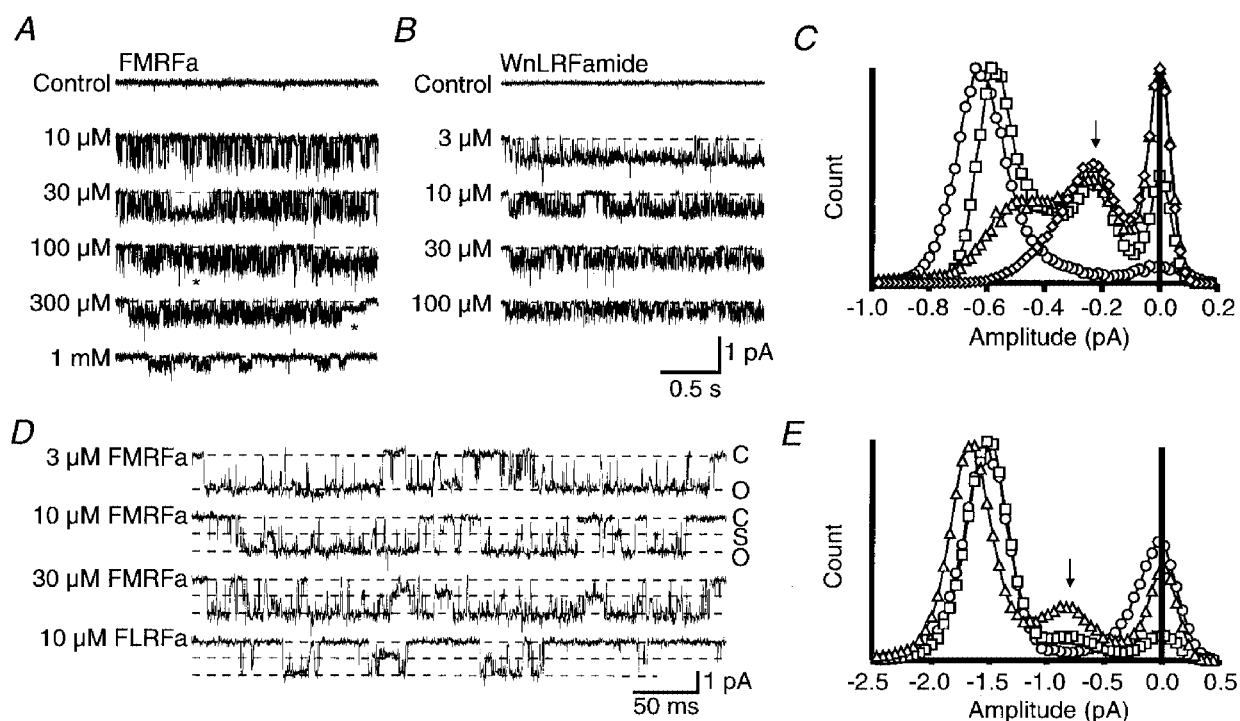 A
FMRFa
Control
10 µM
30 µM
100 µM
*
300 µM
*
1 mM
B
WnLRFamide
Control
3 µM
10 µM
30 µM
100 µM
1 pA
0.5 s
C
Count
-1.0 -0.8 -0.6 -0.4 -0.2 0.0 0.2
Amplitude (pA)
D
3 µM FMRFa
C
O
10 µM FMRFa
C
S
O
30 µM FMRFa
10 µM FLRFa
1 pA
50 ms
E
Count
-2.5 -2.0 -1.5 -1.0 -0.5 0.0 0.5
Amplitude (pA)